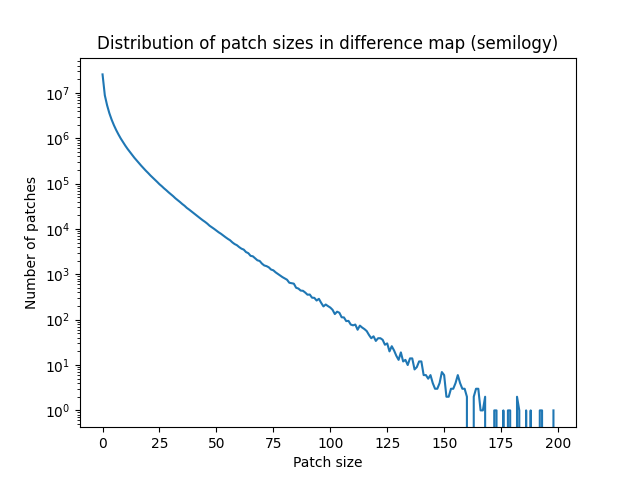 Distribution of patch sizes in difference map (semilogy)
Number of patches
10^7
10^6
10^5
10^4
10^3
10^2
10^1
10^0
0 25 50 75 100 125 150 175 200
Patch size